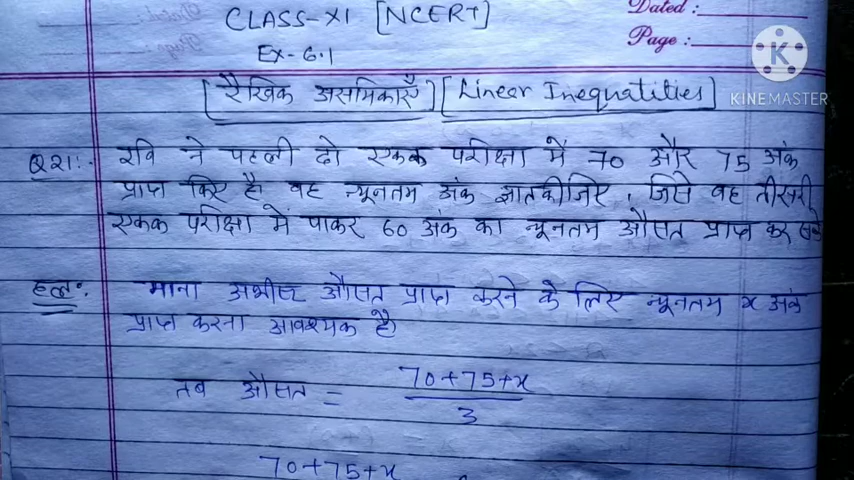 CLASS-XI [NCERT]
Dated :
Page :
Ex-6.1
K
KINEMASTER
[रैखिक असमिकाएँ] [Linear Inequatities]
Q21:- रवि ने पहली दो एकक परीक्षा में 70 और 75 अंक
प्राप्त किए है। वह न्यूनतम अंक ज्ञात कीजिए, जिसे वह तीसरी
एकक परीक्षा में पाकर 60 अंक का न्यूनतम औसत प्राप्त कर सके
हल:- माना अभीष्ट औसत प्राप्त करने के लिए न्यूनतम x अंक
प्राप्त करना आवश्यक है
तब औसत = 70+75+x
3
70+75+x